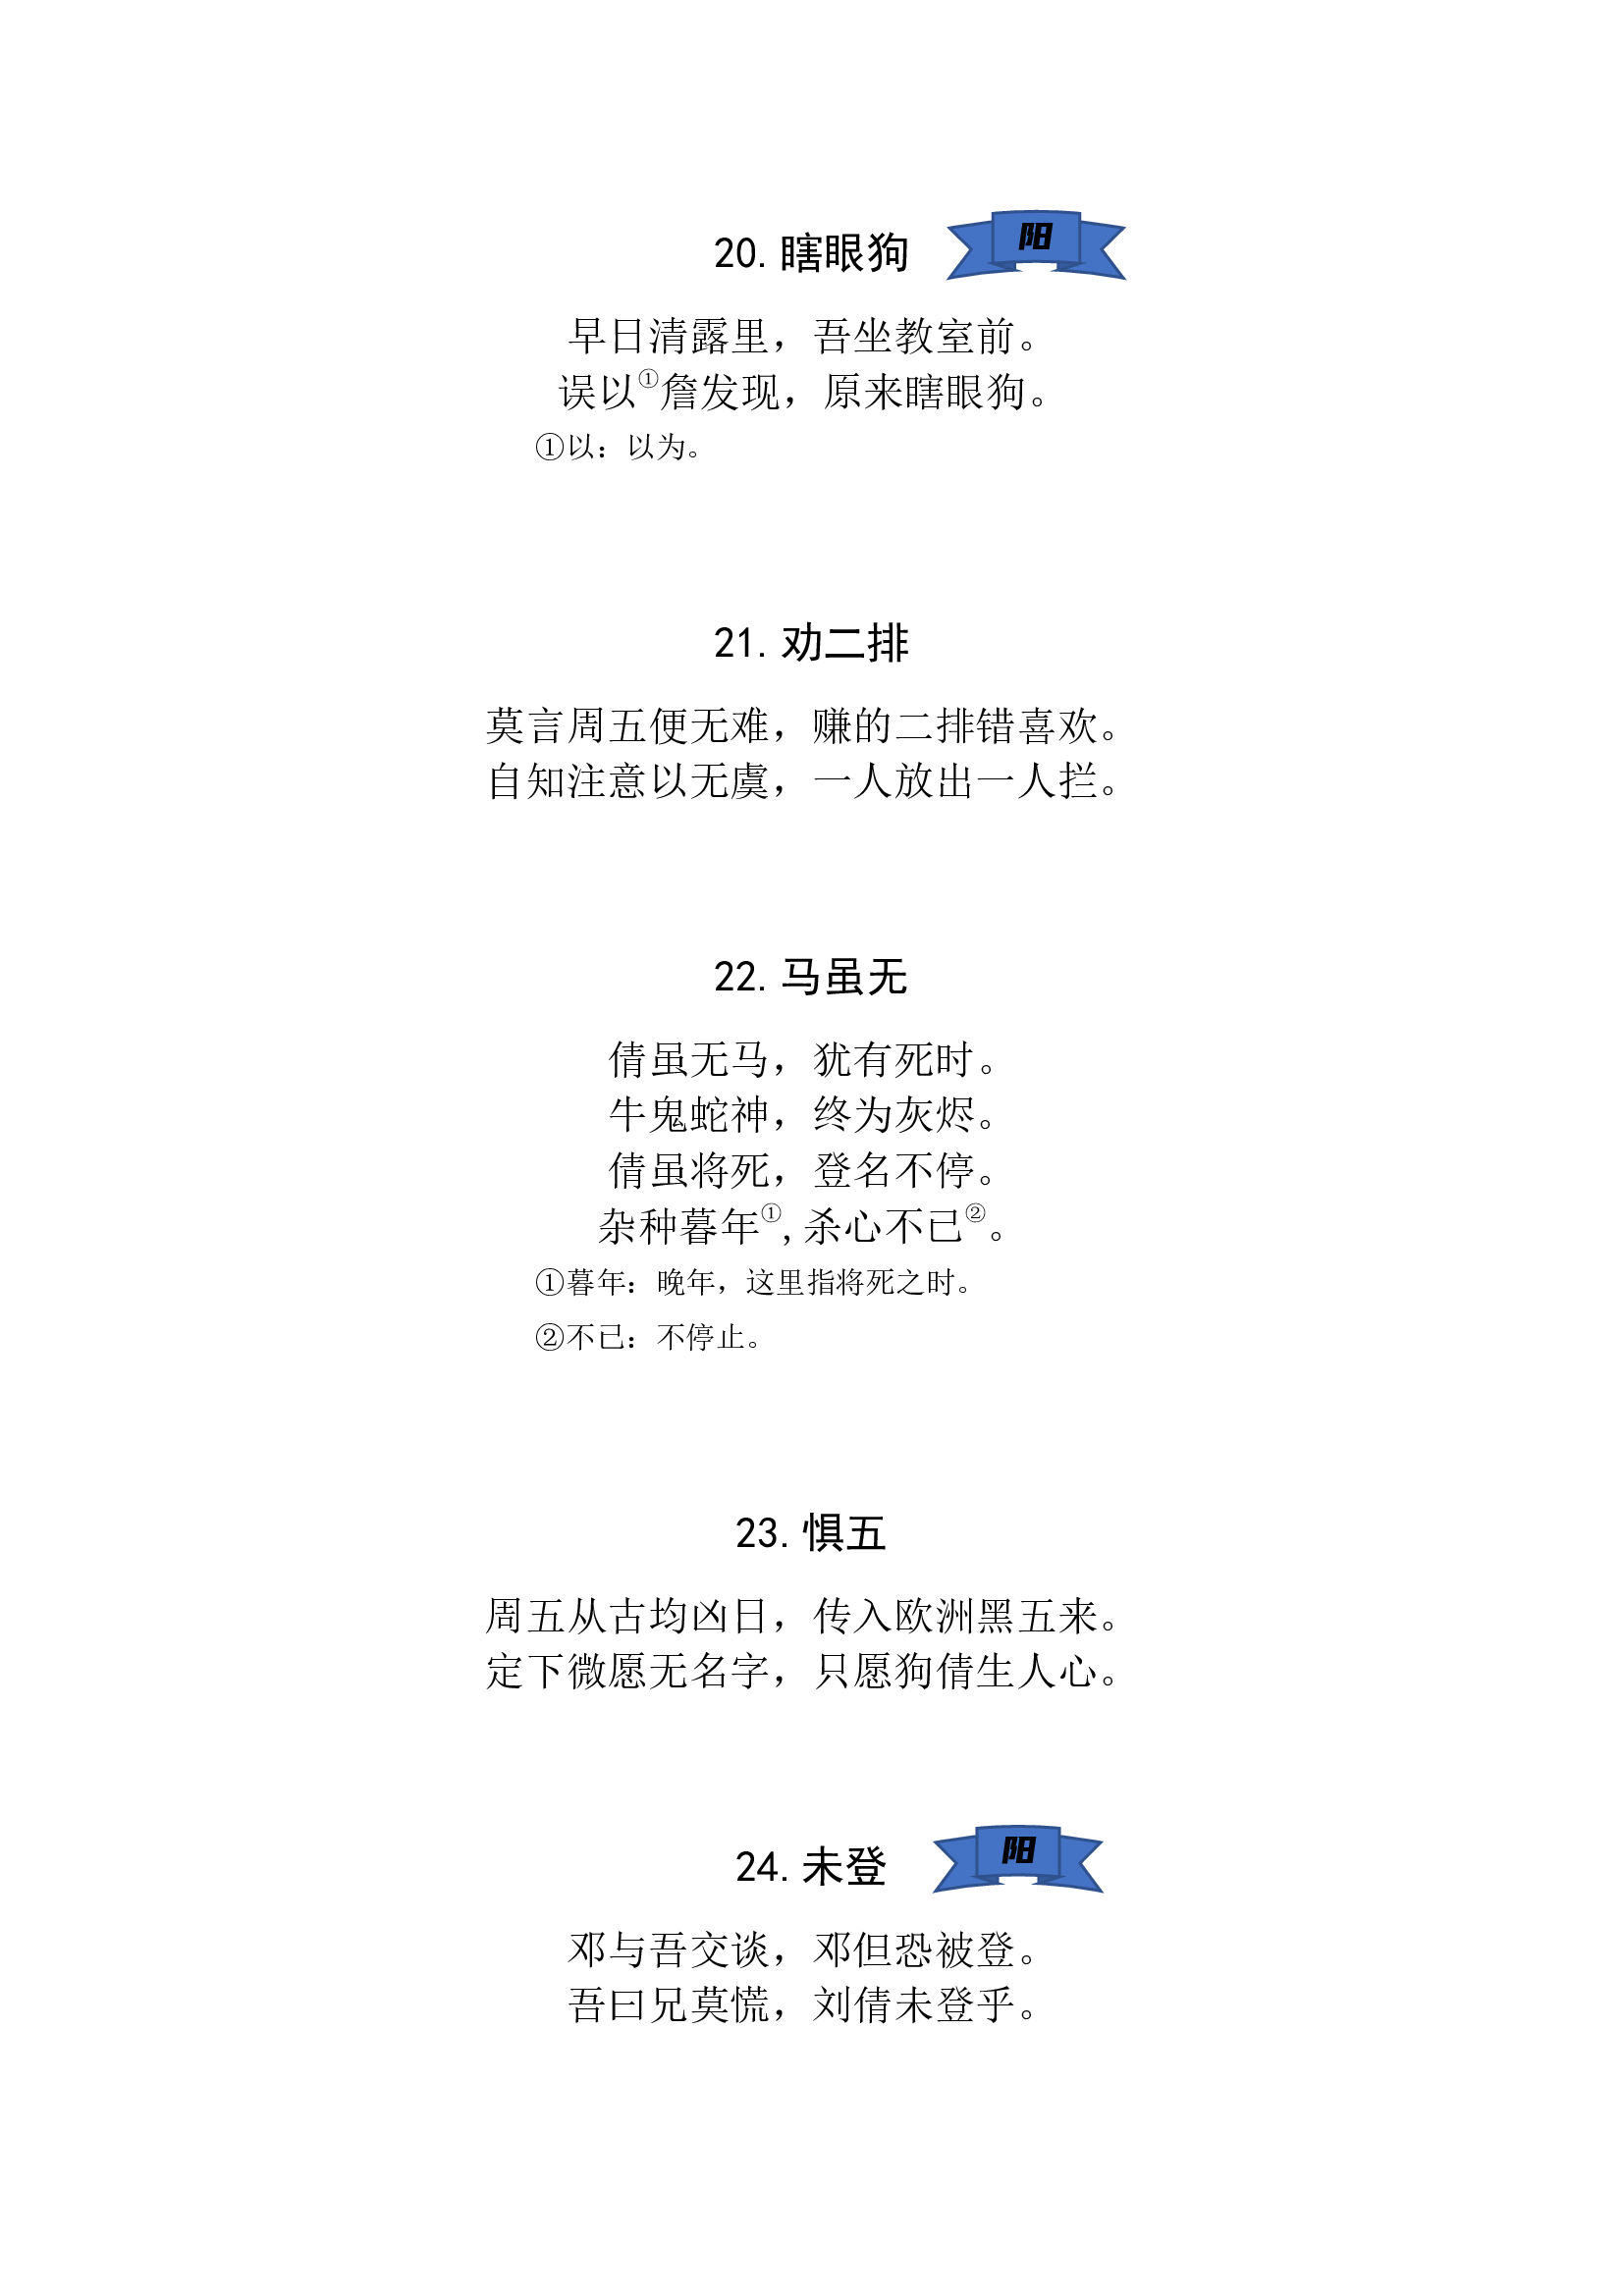 20.瞎眼狗 阳
早日清露里，吾坐教室前。
误以①詹发现，原来瞎眼狗。
①以：以为。
21.劝二排
莫言周五便无难，赚的二排错喜欢。
自知注意以无虞，一人放出一人拦。
22.马虽无
倩虽无马，犹有死时。
牛鬼蛇神，终为灰烬。
倩虽将死，登名不停。
杂种暮年①,杀心不已②。
①暮年：晚年，这里指将死之时。
②不已：不停止。
23.惧五
周五从古均凶日，传入欧洲黑五来。
定下微愿无名字，只愿狗倩生人心。
24.未登 阳
邓与吾交谈，邓但恐被登。
吾曰兄莫慌，刘倩未登乎。